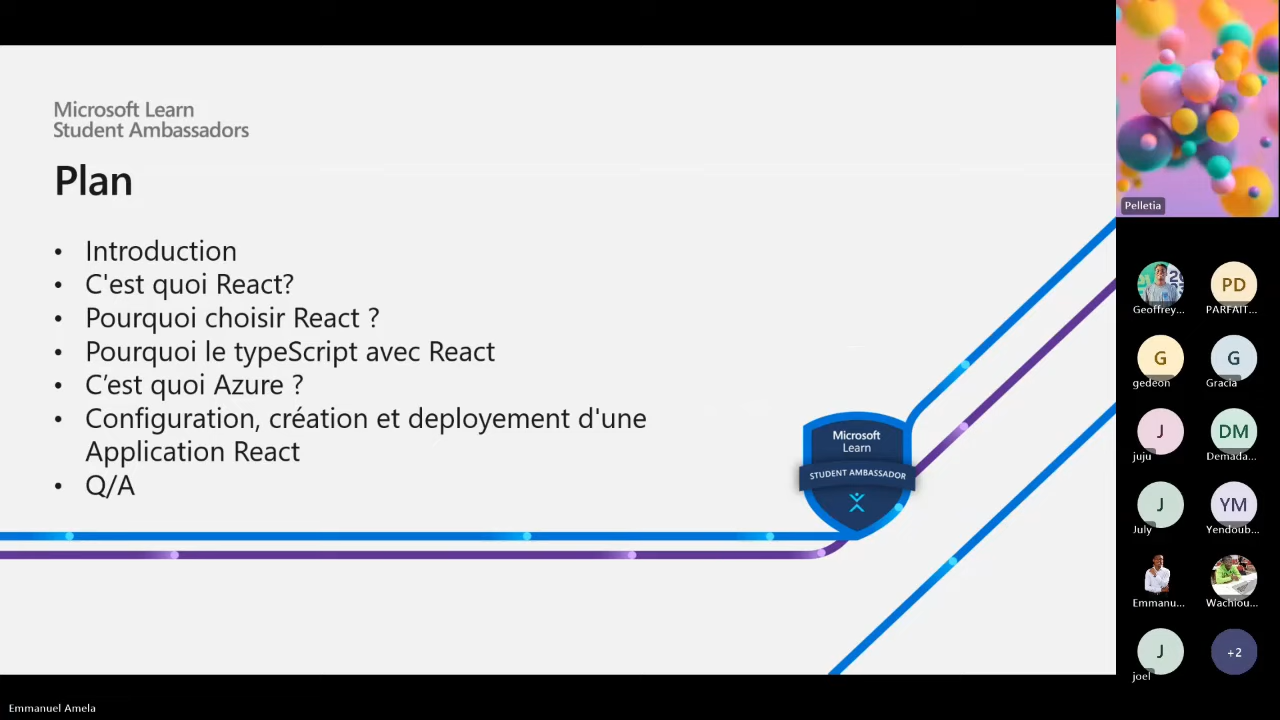 Microsoft Learn
Student Ambassadors
Plan
• Introduction
• C'est quoi React?
• Pourquoi choisir React ?
• Pourquoi le typeScript avec React
• C’est quoi Azure ?
• Configuration, création et deployement d'une
Application React
• Q/A
Microsoft
Learn
STUDENT AMBASSADOR
Pelletia
Geoffrey...
PD
PARFAIT...
G
gedeon
G
Gracia
J
juju
DM
Demada...
J
July
YM
Yendoub...
Emmanu...
Wachiou...
J
joel
+2
Emmanuel Amela